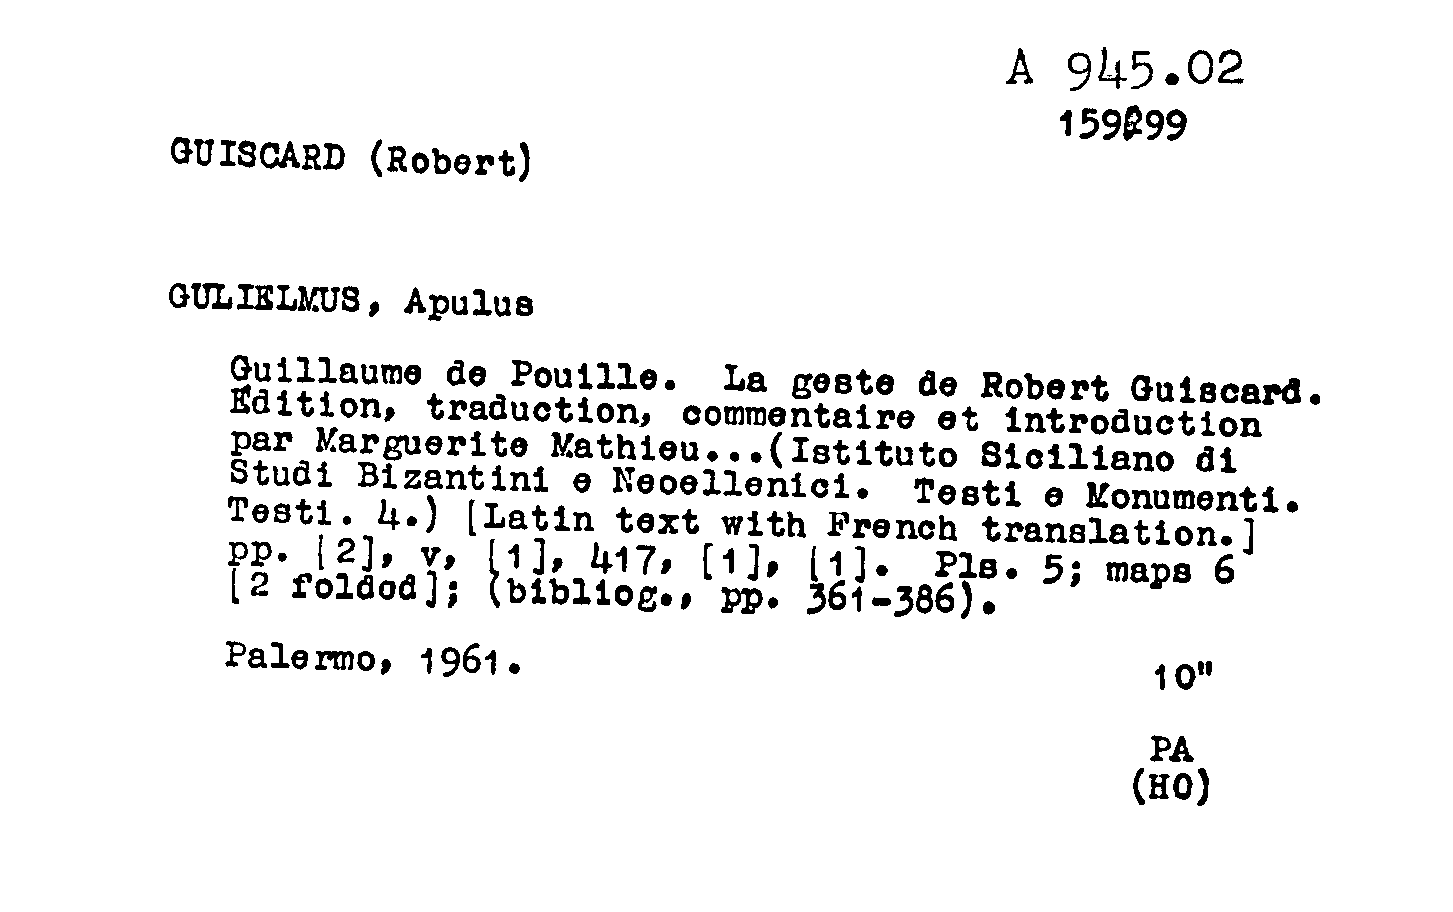 A 945.02
GUISCARD (Robert)
GULIELMUS, Apulus
Guillaume de Pouille. La geste de Robert Guiscard.
Edition, traduction, commentaire et introduction
par Marguerite Mathieu...(Istituto Siciliano di
Studi Bizantini e Neoellenici. Testi e Monumenti.
Testi. 4.) [Latin text with French translation.]
pp. [2], v, [1], 417, [1], [1]. Pls. 5; maps 6
[2 folded]; (bibliog., pp. 361-386).
Palermo, 1961.
10"
PA
(HO)